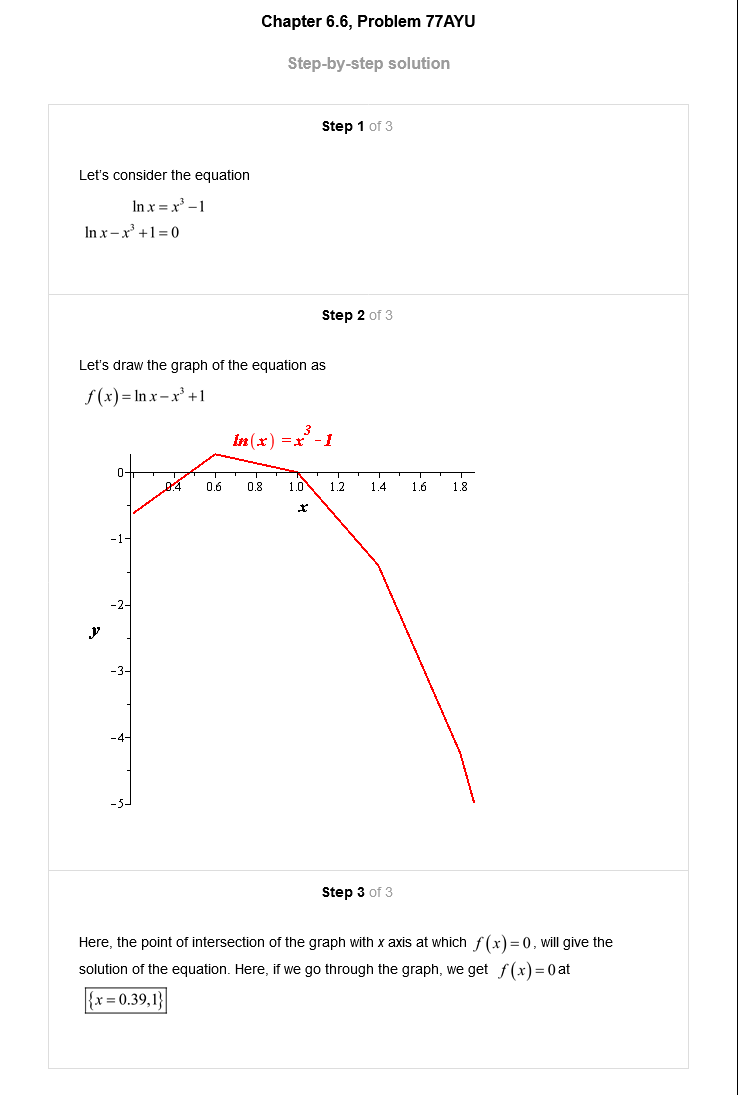 Chapter 6.6, Problem 77AYU
Step-by-step solution
Step 1 of 3
Let's consider the equation
ln x = x³ − 1
ln x − x³ + 1 = 0
Step 2 of 3
Let's draw the graph of the equation as
f(x) = ln x − x³ + 1
ln(x) = x³ - 1
0
0.4 0.6 0.8 1.0 1.2 1.4 1.6 1.8
x
-1
-2
y
-3
-4
-5
Step 3 of 3
Here, the point of intersection of the graph with x axis at which f(x) = 0, will give the
solution of the equation. Here, if we go through the graph, we get f(x) = 0 at
{x = 0.39, 1}